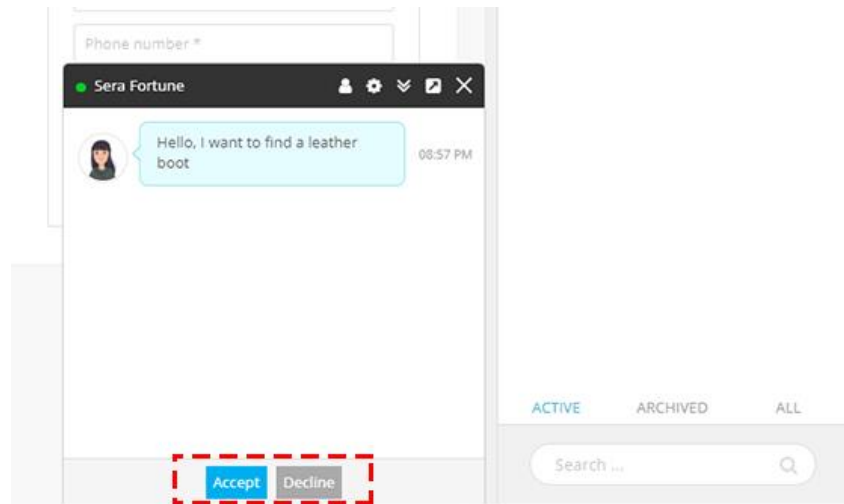 Phone number *
Sera Fortune
Hello, I want to find a leather
boot
08:57 PM
Accept Decline
ACTIVE ARCHIVED ALL
Search ...